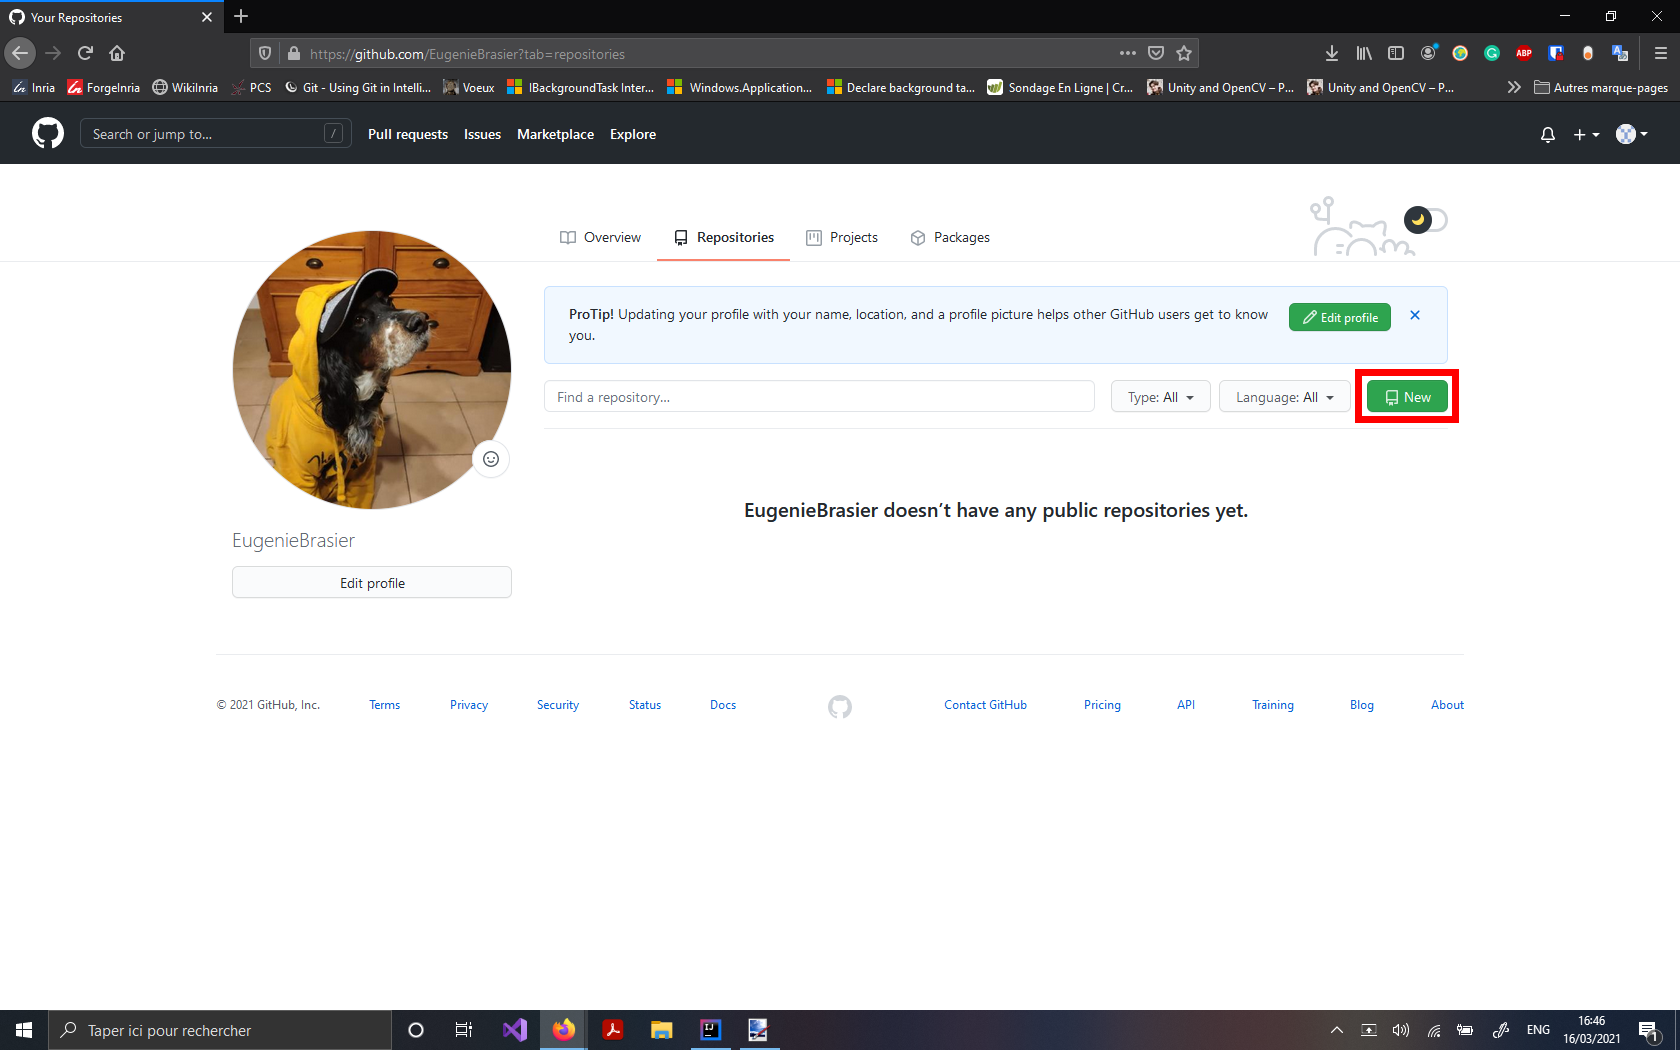 Your Repositories
https://github.com/EugenieBrasier?tab=repositories
ABP
Inria ForgeInria WikiInria PCS Git - Using Git in Intelli... Voeux IBackgroundTask Inter... Windows.Application... Declare background ta... Sondage En Ligne | Cr... Unity and OpenCV – P... Unity and OpenCV – P... Autres marque-pages
Search or jump to... / Pull requests Issues Marketplace Explore
Overview Repositories Projects Packages
ProTip! Updating your profile with your name, location, and a profile picture helps other GitHub users get to know
you.
Edit profile
Find a repository... Type: All Language: All New
EugenieBrasier doesn’t have any public repositories yet.
EugenieBrasier
Edit profile
© 2021 GitHub, Inc. Terms Privacy Security Status Docs Contact GitHub Pricing API Training Blog About
Taper ici pour rechercher
IJ
ENG
16:46
16/03/2021
1